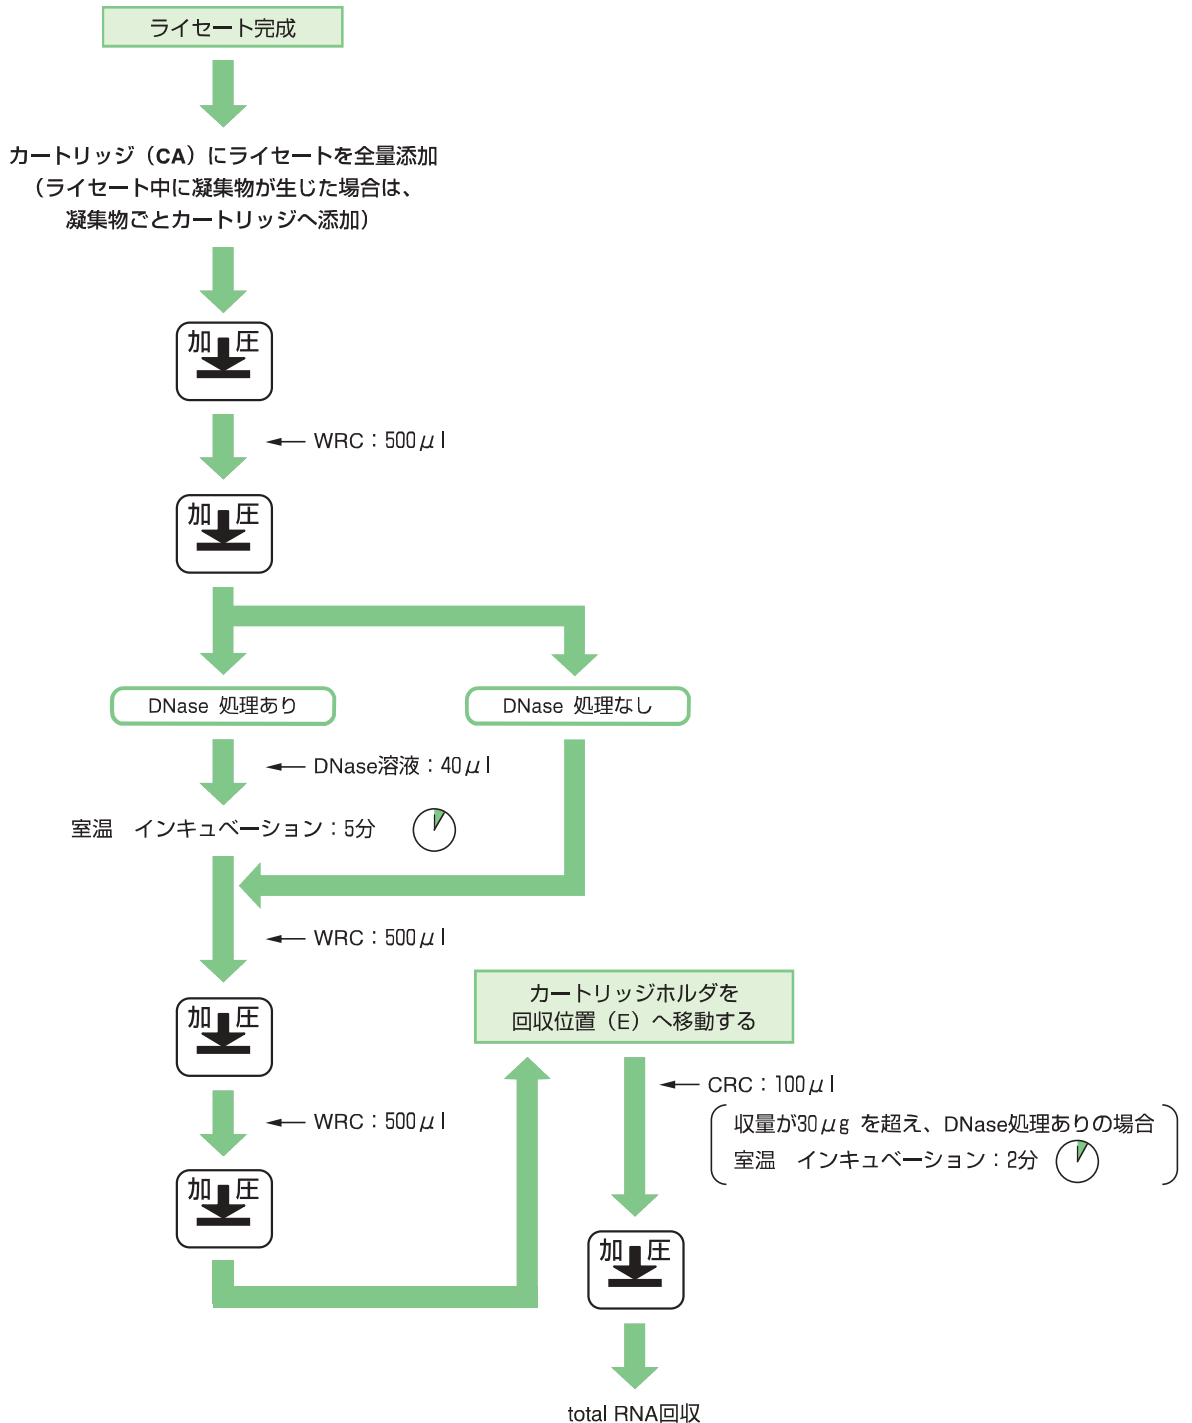 ライセート完成
カートリッジ（CA）にライセートを全量添加
（ライセート中に凝集物が生じた場合は、
凝集物ごとカートリッジへ添加）
加 圧
WRC：500μl
加 圧
DNase 処理あり
DNase 処理なし
DNase溶液：40μl
室温　インキュベーション：5分
WRC：500μl
加 圧
WRC：500μl
加 圧
カートリッジホルダを
回収位置（E）へ移動する
CRC：100μl
収量が30μg を超え、DNase処理ありの場合
室温　インキュベーション：2分
加 圧
total RNA回収